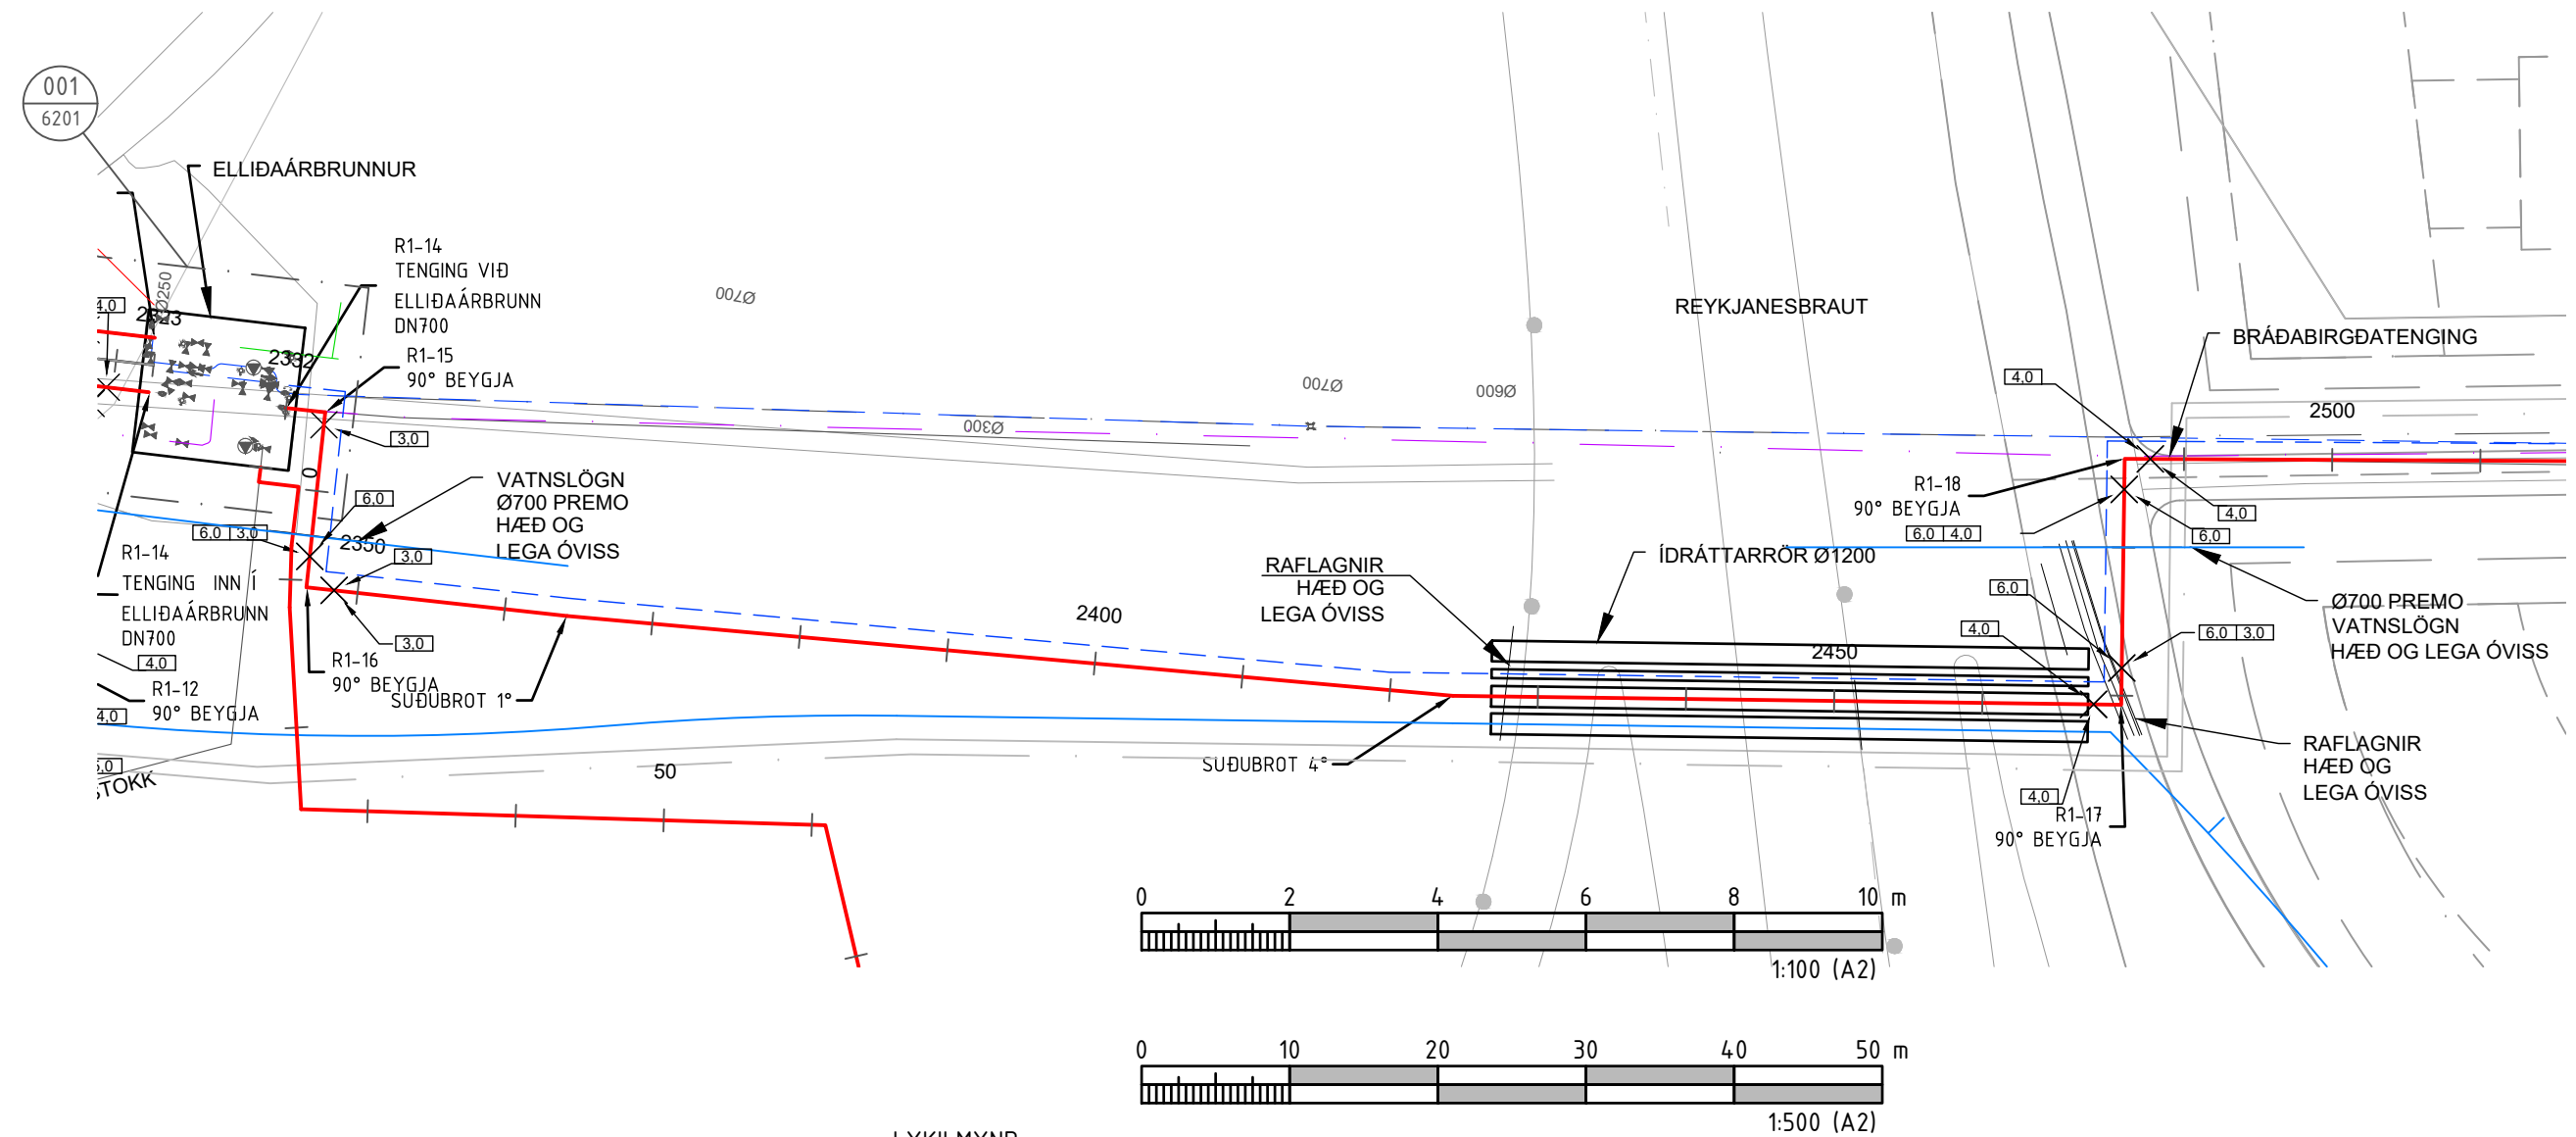 001
6201
ELLIÐAÁRBRUNNUR
Ø250
R1-14
TENGING VIÐ
ELLIÐAÁRBRUNN
DN700
Ø700
REYKJANESBRAUT
BRÁÐABIRGÐATENGING
2332
R1-15
90° BEYGJA
Ø700
Ø600
4,0
2500
Ø300
3,0
VATNSLÖGN
Ø700 PREMO
HÆÐ OG
LEGA ÓVISS
0
6,0
6,0 3,0
2350
3,0
R1-18
90° BEYGJA
4,0
6,0 4,0
6,0
R1-14
TENGING INN Í
ELLIÐAÁRBRUNN
DN700
RAFLAGNIR
HÆÐ OG
LEGA ÓVISS
ÍDRÁTTARRÖR Ø1200
6,0
Ø700 PREMO
VATNSLÖGN
HÆÐ OG LEGA ÓVISS
2400
4,0
6,0 3,0
3,0
2450
4,0
R1-16
90° BEYGJA
R1-12
90° BEYGJA
SUÐUBROT 1°
4,0
SUÐUBROT 4°
50
RAFLAGNIR
HÆÐ OG
LEGA ÓVISS
4,0
R1-17
90° BEYGJA
0 2 4 6 8 10 m
1:100 (A2)
0 10 20 30 40 50 m
1:500 (A2)